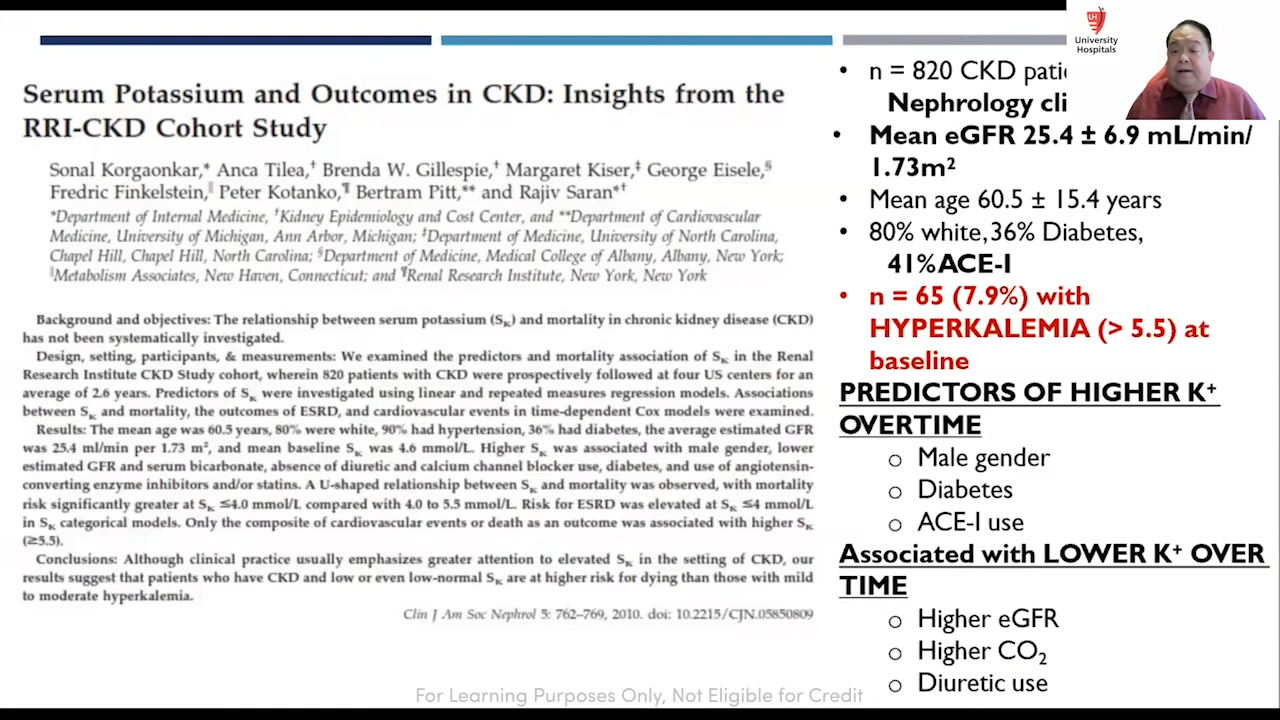 University
Hospitals
Serum Potassium and Outcomes in CKD: Insights from the
RRI-CKD Cohort Study
Sonal Korgaonkar,* Anca Tilea,† Brenda W. Gillespie,† Margaret Kiser,‡ George Eisele,§
Fredric Finkelstein,‖ Peter Kotanko,¶ Bertram Pitt,** and Rajiv Saran*†
*Department of Internal Medicine, †Kidney Epidemiology and Cost Center, and **Department of Cardiovascular
Medicine, University of Michigan, Ann Arbor, Michigan; ‡Department of Medicine, University of North Carolina,
Chapel Hill, Chapel Hill, North Carolina; §Department of Medicine, Medical College of Albany, Albany, New York;
‖Metabolism Associates, New Haven, Connecticut; and ¶Renal Research Institute, New York, New York
Background and objectives: The relationship between serum potassium (SK) and mortality in chronic kidney disease (CKD)
has not been systematically investigated.
Design, setting, participants, & measurements: We examined the predictors and mortality association of SK in the Renal
Research Institute CKD Study cohort, wherein 820 patients with CKD were prospectively followed at four US centers for an
average of 2.6 years. Predictors of SK were investigated using linear and repeated measures regression models. Associations
between SK and mortality, the outcomes of ESRD, and cardiovascular events in time-dependent Cox models were examined.
Results: The mean age was 60.5 years, 80% were white, 90% had hypertension, 36% had diabetes, the average estimated GFR
was 25.4 ml/min per 1.73 m², and mean baseline SK was 4.6 mmol/L. Higher SK was associated with male gender, lower
estimated GFR and serum bicarbonate, absence of diuretic and calcium channel blocker use, diabetes, and use of angiotensin-
converting enzyme inhibitors and/or statins. A U-shaped relationship between SK and mortality was observed, with mortality
risk significantly greater at SK ≤4.0 mmol/L compared with 4.0 to 5.5 mmol/L. Risk for ESRD was elevated at SK ≤4 mmol/L
in SK categorical models. Only the composite of cardiovascular events or death as an outcome was associated with higher SK
(≥5.5).
Conclusions: Although clinical practice usually emphasizes greater attention to elevated SK in the setting of CKD, our
results suggest that patients who have CKD and low or even low-normal SK are at higher risk for dying than those with mild
to moderate hyperkalemia.
Clin J Am Soc Nephrol 5: 762–769, 2010. doi: 10.2215/CJN.05850809
• n = 820 CKD
Nephrology
• Mean eGFR 25.4 ± 6.9 mL/min/
1.73m²
• Mean age 60.5 ± 15.4 years
• 80% white, 36% Diabetes,
41% ACE-I
• n = 65 (7.9%) with
HYPERKALEMIA (> 5.5) at
baseline
PREDICTORS OF HIGHER K⁺
OVERTIME
o Male gender
o Diabetes
o ACE-I use
Associated with LOWER K⁺ OVER
TIME
o Higher eGFR
o Higher CO₂
o Diuretic use
For Learning Purposes Only, Not Eligible for Credit